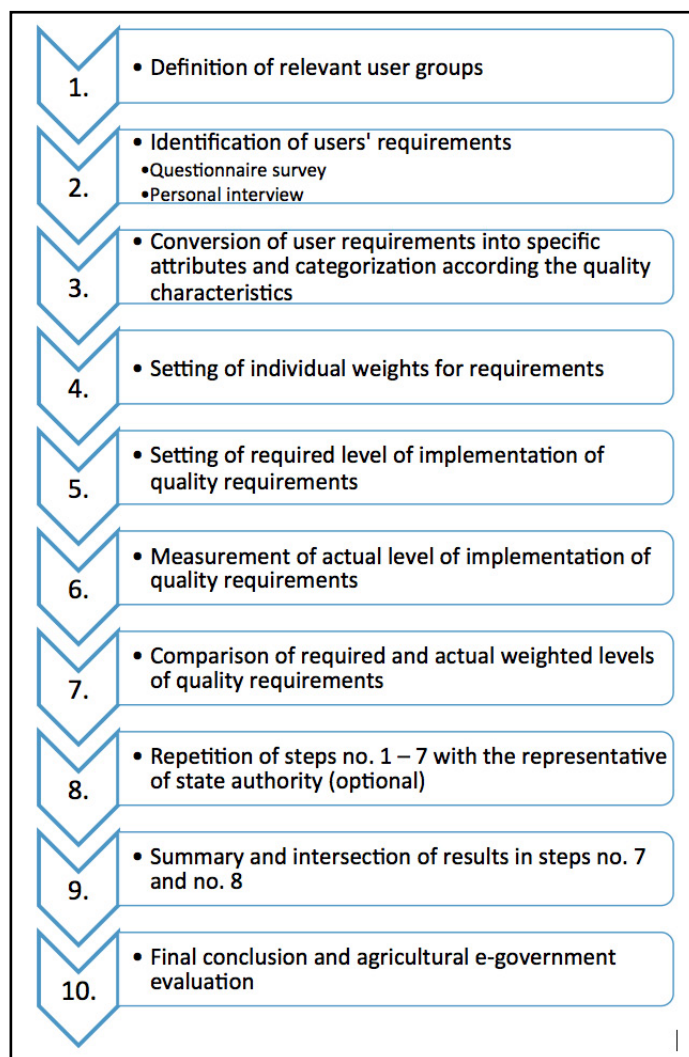 1.
• Definition of relevant user groups
2.
• Identification of users' requirements
•Questionnaire survey
•Personal interview
3.
• Conversion of user requirements into specific
attributes and categorization according the quality
characteristics
4.
• Setting of individual weights for requirements
5.
• Setting of required level of implementation of
quality requirements
6.
• Measurement of actual level of implementation of
quality requirements
7.
• Comparison of required and actual weighted levels
of quality requirements
8.
• Repetition of steps no. 1 – 7 with the representative
of state authority (optional)
9.
• Summary and intersection of results in steps no. 7
and no. 8
10.
• Final conclusion and agricultural e-government
evaluation